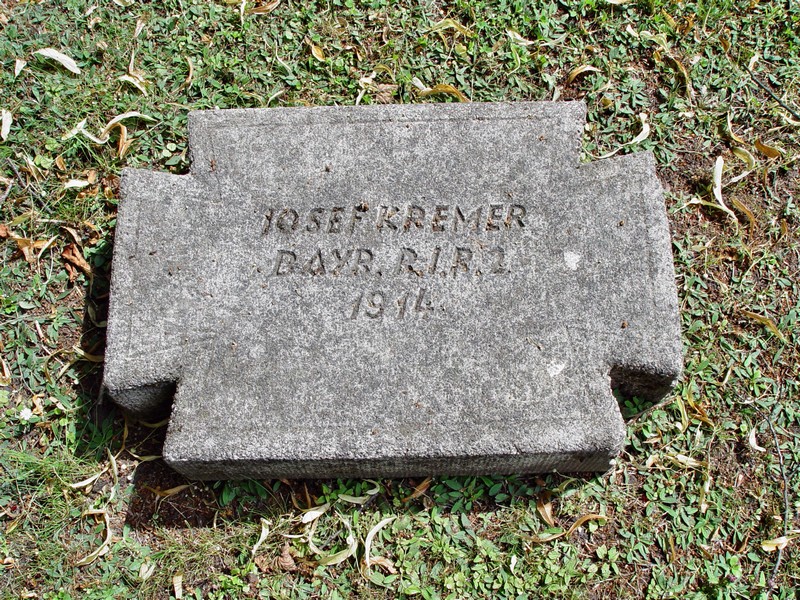 JOSEF KREMER
BAYR. R.I.R. 2.
1914